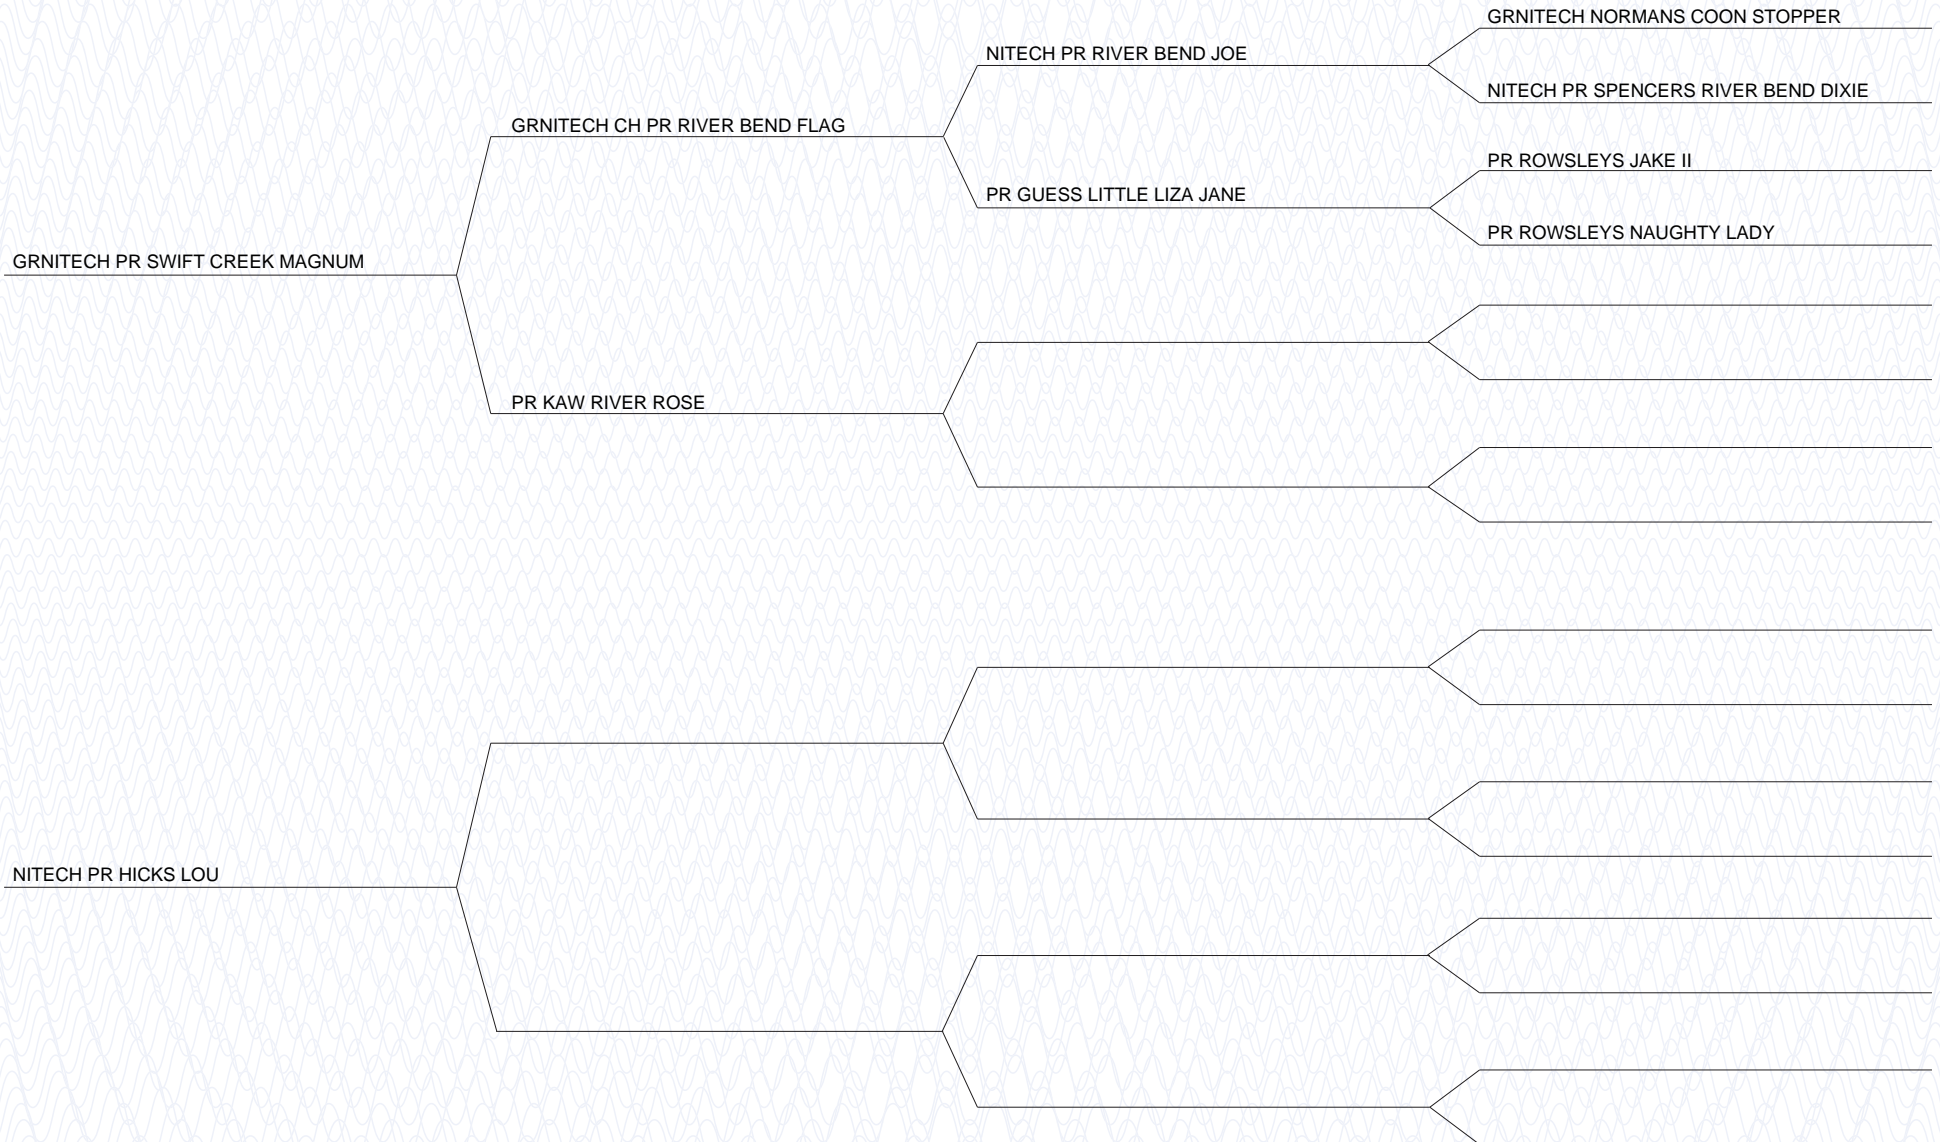 GRNITECH NORMANS COON STOPPER
NITECH PR RIVER BEND JOE
NITECH PR SPENCERS RIVER BEND DIXIE
GRNITECH CH PR RIVER BEND FLAG
PR ROWSLEYS JAKE II
PR GUESS LITTLE LIZA JANE
PR ROWSLEYS NAUGHTY LADY
GRNITECH PR SWIFT CREEK MAGNUM
PR KAW RIVER ROSE
NITECH PR HICKS LOU